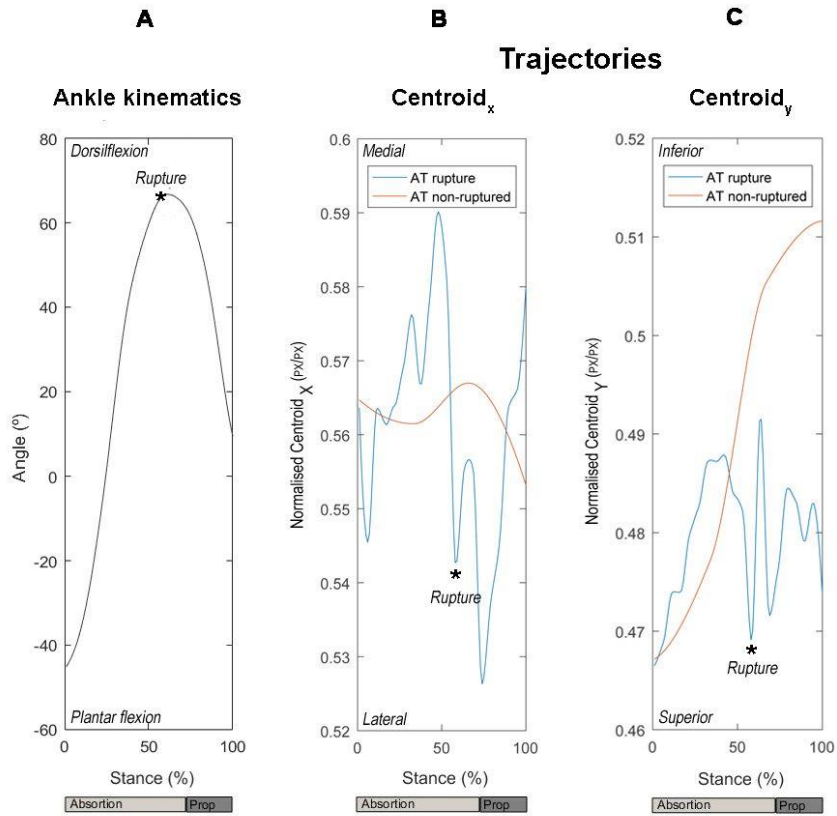 A
B
C
Trajectories
Ankle kinematics
Centroidx
Centroidy
80
60
40
20
0
-20
-40
-60
Angle (º)
Dorsilflexion
Rupture
*
Plantar flexion
0
50
100
Stance (%)
Absortion
Prop
0.6
0.59
0.58
0.57
0.56
0.55
0.54
0.53
0.52
Normalised Centroid X (PX/PX)
Medial
AT rupture
AT non-ruptured
*
Rupture
Lateral
0
50
100
Stance (%)
Absortion
Prop
0.52
0.51
0.5
0.49
0.48
0.47
0.46
Normalised Centroid Y (PX/PX)
Inferior
AT rupture
AT non-ruptured
*
Rupture
Superior
0
50
100
Stance (%)
Absortion
Prop